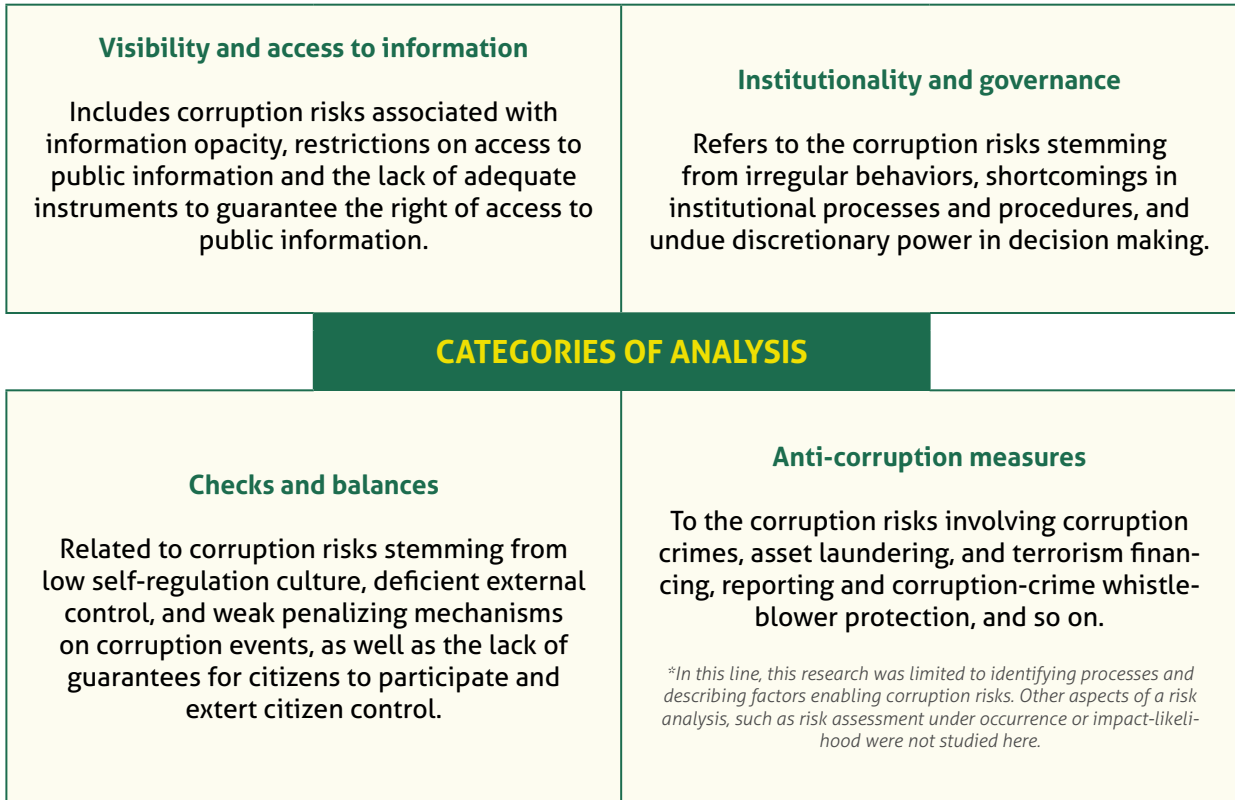 Visibility and access to information
Includes corruption risks associated with
information opacity, restrictions on access to
public information and the lack of adequate
instruments to guarantee the right of access to
public information.
Institutionality and governance
Refers to the corruption risks stemming
from irregular behaviors, shortcomings in
institutional processes and procedures, and
undue discretionary power in decision making.
CATEGORIES OF ANALYSIS
Checks and balances
Related to corruption risks stemming from
low self-regulation culture, deficient external
control, and weak penalizing mechanisms
on corruption events, as well as the lack of
guarantees for citizens to participate and
extert citizen control.
Anti-corruption measures
To the corruption risks involving corruption
crimes, asset laundering, and terrorism finan-
cing, reporting and corruption-crime whistle-
blower protection, and so on.
*In this line, this research was limited to identifying processes and
describing factors enabling corruption risks. Other aspects of a risk
analysis, such as risk assessment under occurrence or impact-likeli-
hood were not studied here.